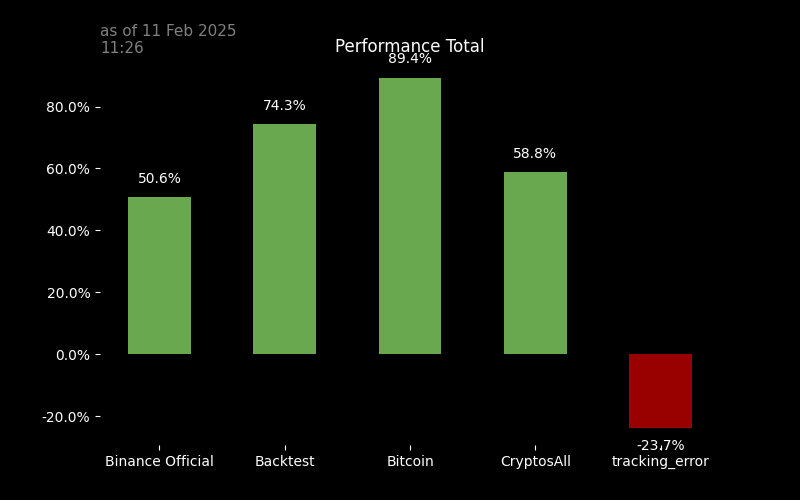 as of 11 Feb 2025
11:26
Performance Total
89.4%
80.0%
74.3%
60.0%
58.8%
50.6%
40.0%
20.0%
0.0%
-20.0%
-23.7%
Binance Official
Backtest
Bitcoin
CryptosAll
tracking_error